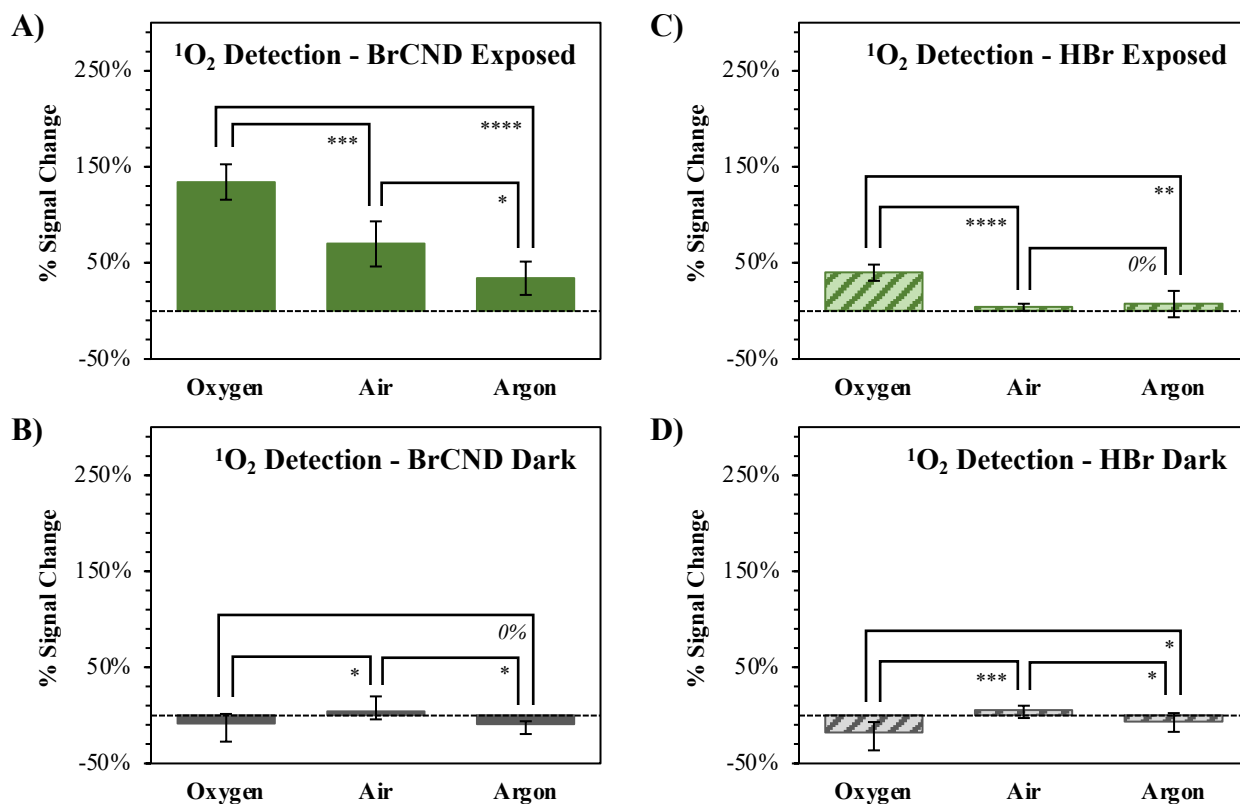 A)
¹O₂ Detection - BrCND Exposed
% Signal Change
250%
150%
50%
-50%
***
****
*
Oxygen Air Argon
C)
¹O₂ Detection - HBr Exposed
% Signal Change
250%
150%
50%
-50%
****
**
0%
Oxygen Air Argon
B)
¹O₂ Detection - BrCND Dark
% Signal Change
250%
150%
50%
-50%
0%
*
*
Oxygen Air Argon
D)
¹O₂ Detection - HBr Dark
% Signal Change
250%
150%
50%
-50%
*
***
*
Oxygen Air Argon